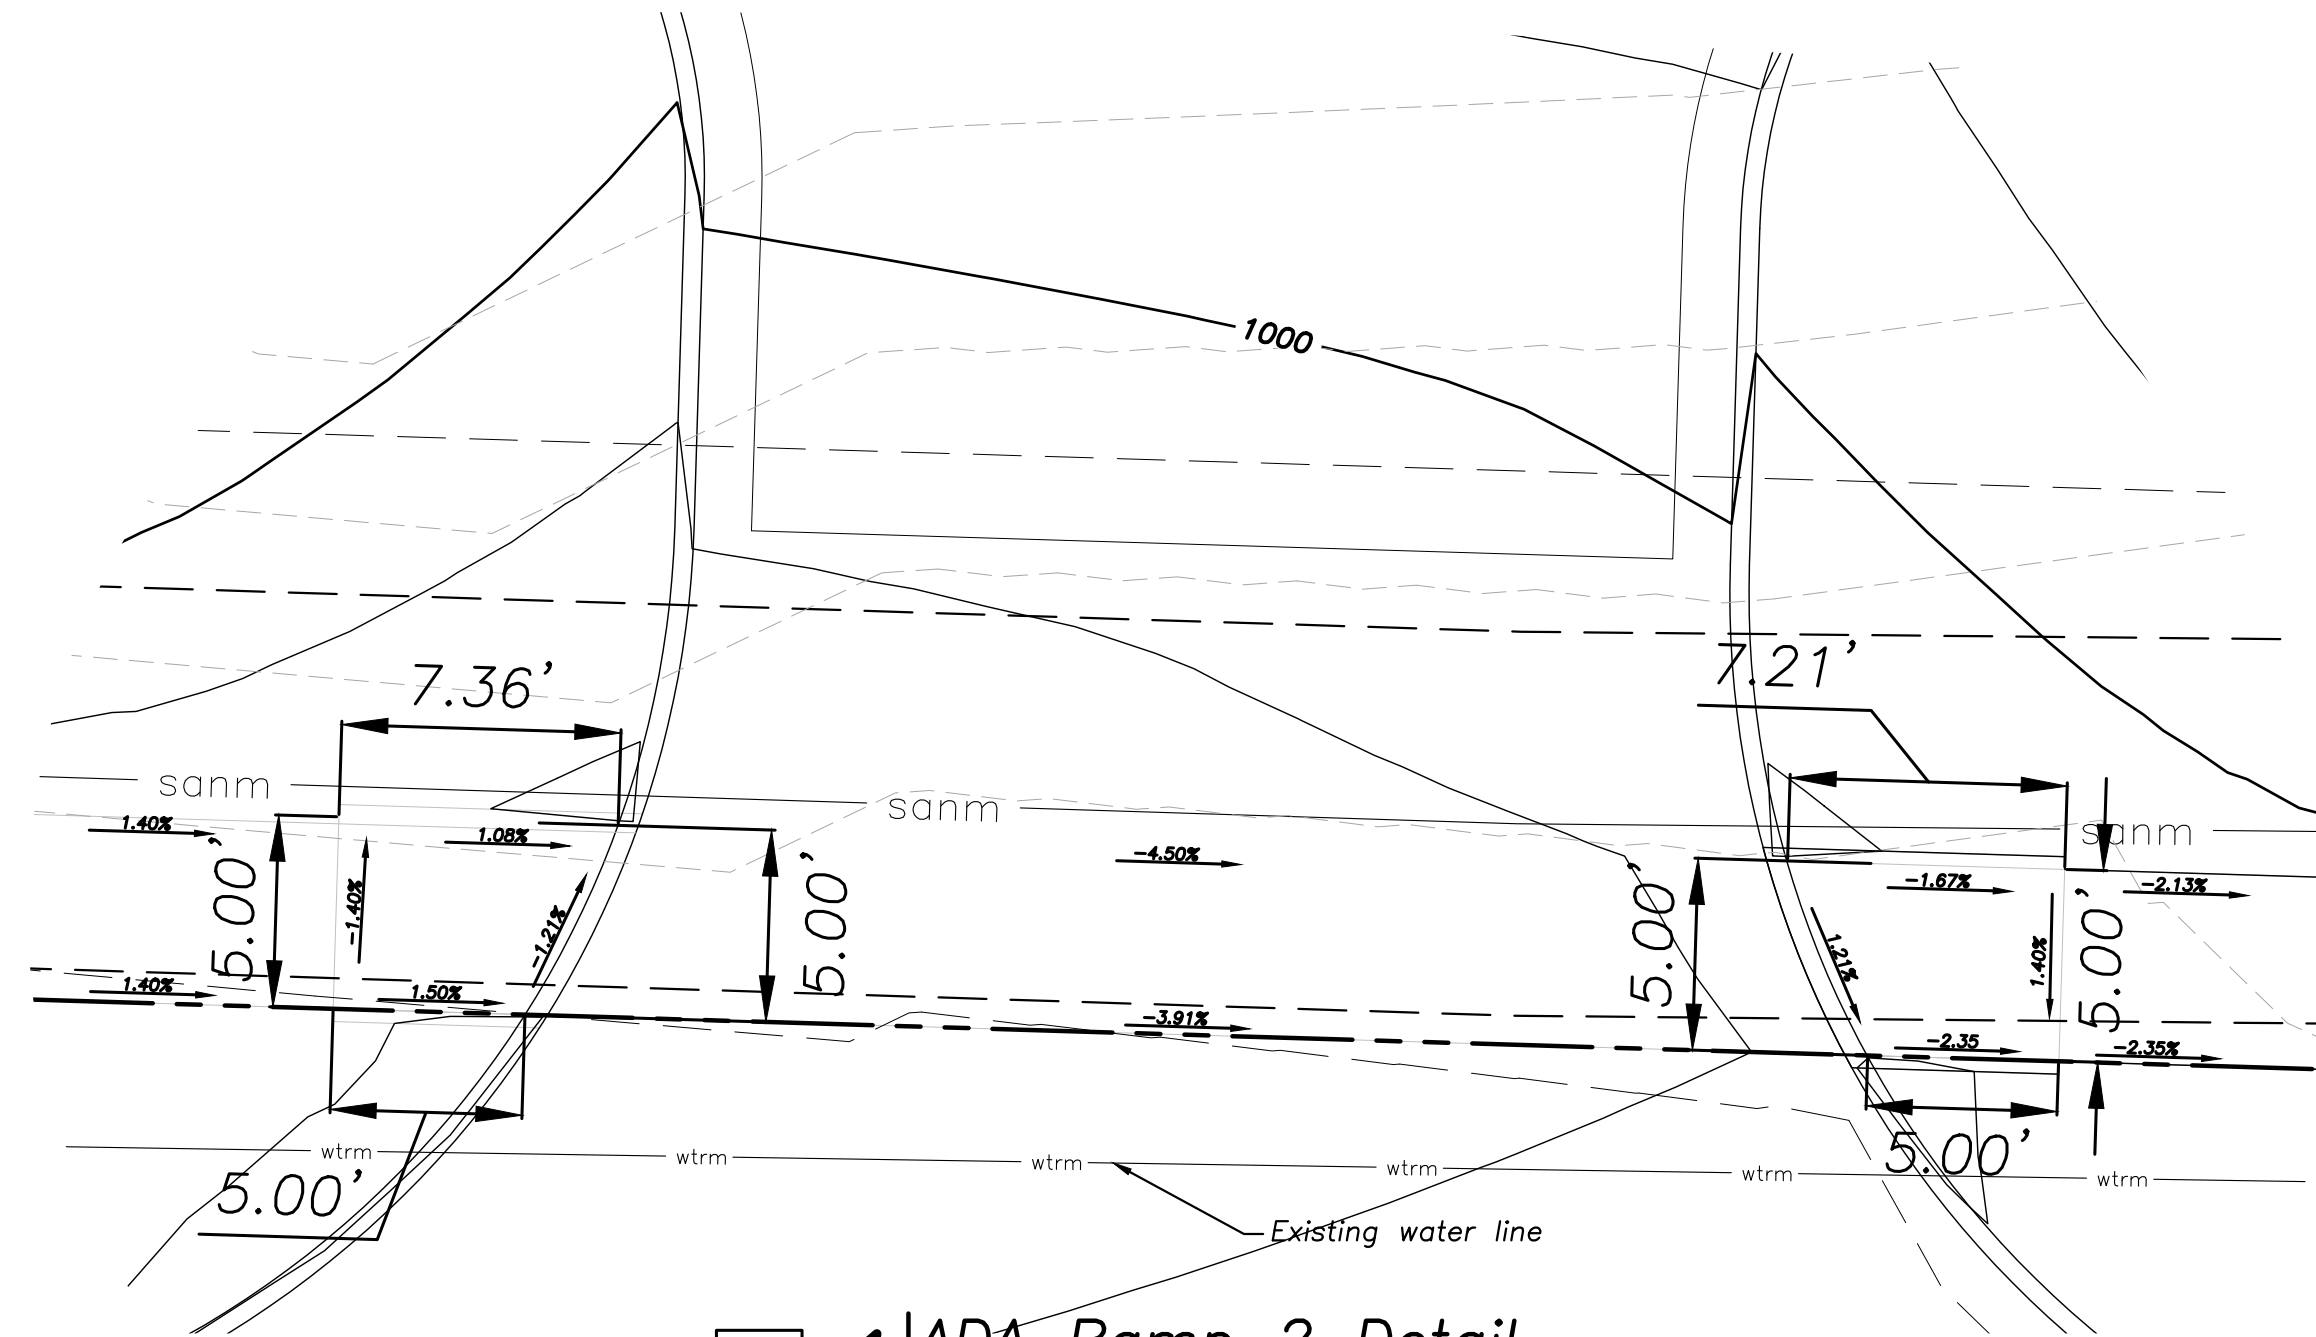 1000
7.36'
7.21'
sanm
sanm
sanm
1.40%
1.08%
-4.50%
-1.67%
-2.13%
5.00'
-1.40%
-1.21%
5.00'
5.00'
1.21%
1.40%
5.00'
1.40%
1.50%
-3.91%
-2.35
-2.35%
wtrm
wtrm
wtrm
wtrm
wtrm
wtrm
5.00'
5.00'
Existing water line
ADA Ramp 2 Detail